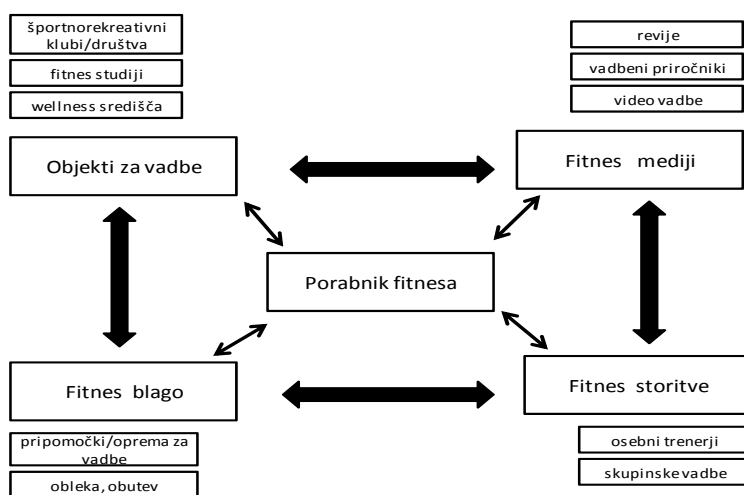 športnorekreativni
klubi/društva
fitnes studiji
wellness središča
Objekti za vadbe
revije
vadbeni priročniki
video vadbe
Fitnes mediji
Porabnik fitnesa
Fitnes blago
pripomočki/oprema za
vadbe
obleka, obutev
Fitnes storitve
osebni trenerji
skupinske vadbe